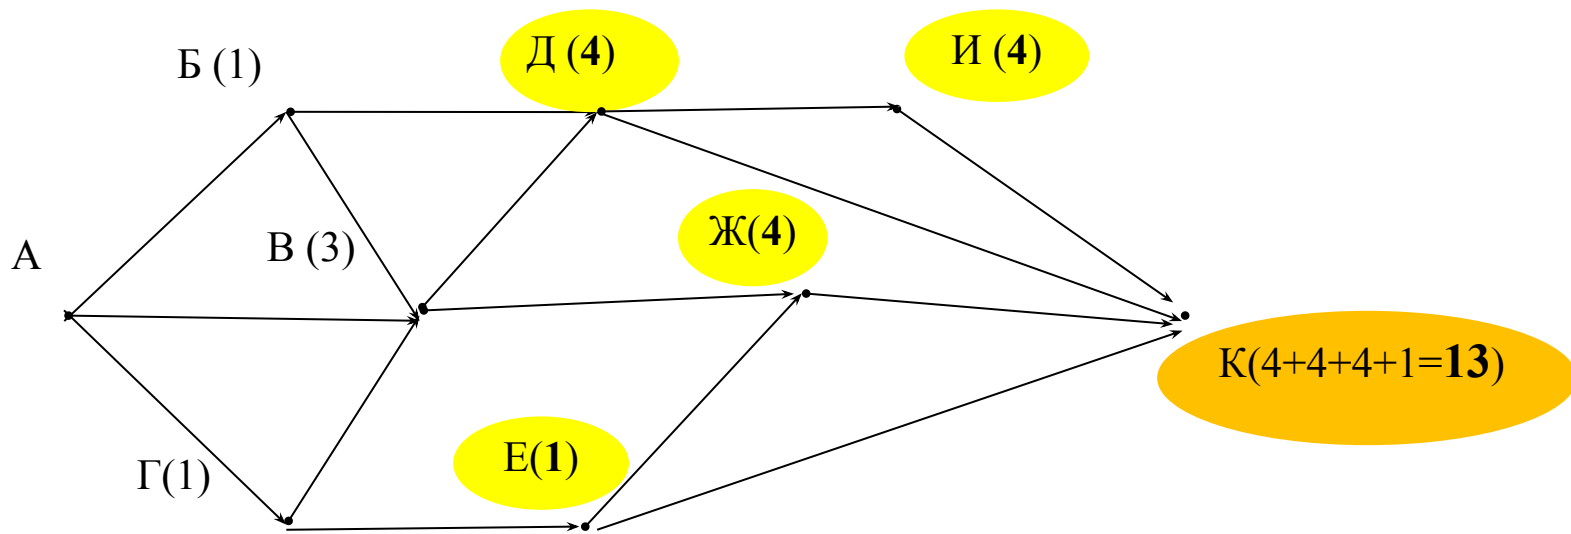 Б (1)
Д (4)
И (4)
А
В (3)
Ж(4)
К(4+4+4+1=13)
Г(1)
Е(1)